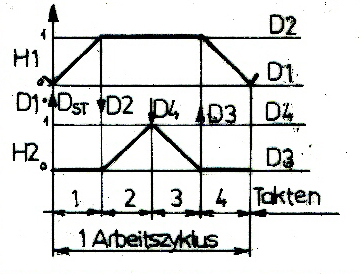 1 D2
H1
0 D1
D1· DST D2 D4 D3 D4
1
H2
0 D3
1 2 3 4 Takten
1 Arbeitszyklus